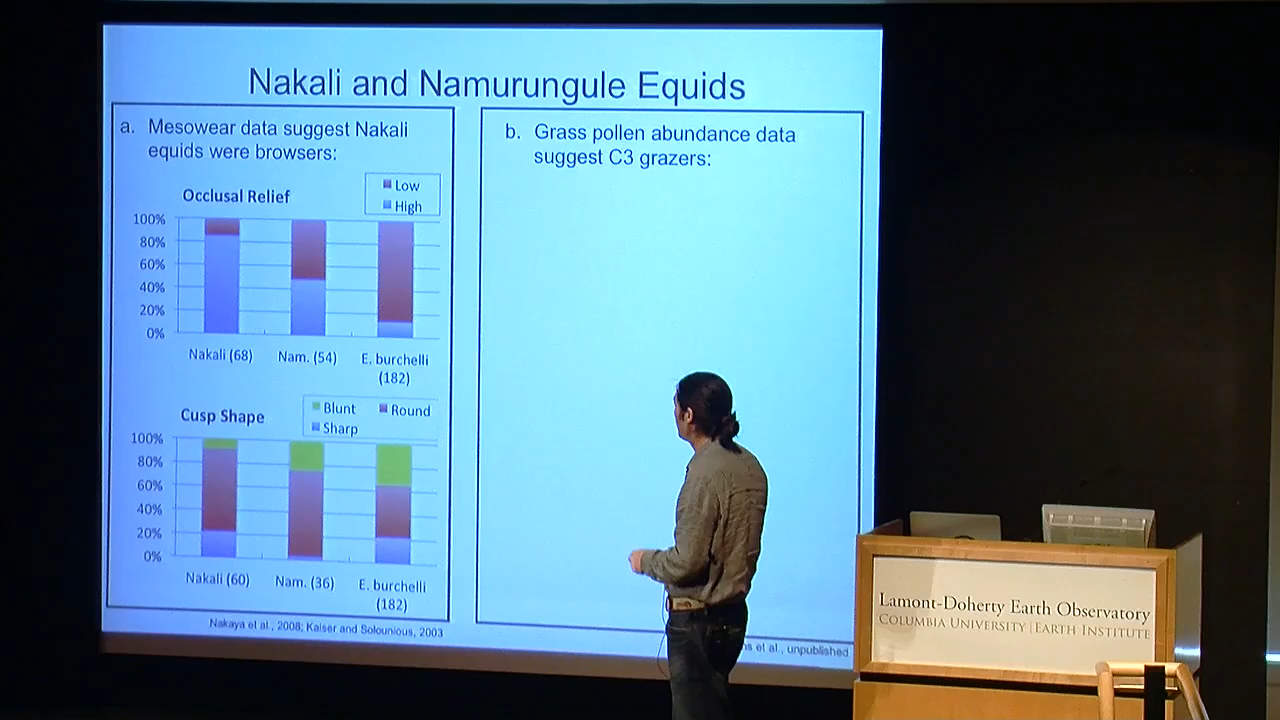 Nakali and Namurungule Equids
a. Mesowear data suggest Nakali
equids were browsers:
Occlusal Relief
Low
High
100%
80%
60%
40%
20%
0%
Nakali (68)
Nam. (54)
E. burchelli
(182)
Cusp Shape
Blunt
Round
Sharp
100%
80%
60%
40%
20%
0%
Nakali (60)
Nam. (36)
E. burchelli
(182)
Nakaya et al., 2008; Kaiser and Solounious, 2003
b. Grass pollen abundance data
suggest C3 grazers:
et al., unpublished
Lamont-Doherty Earth Observatory
COLUMBIA UNIVERSITY | EARTH INSTITUTE